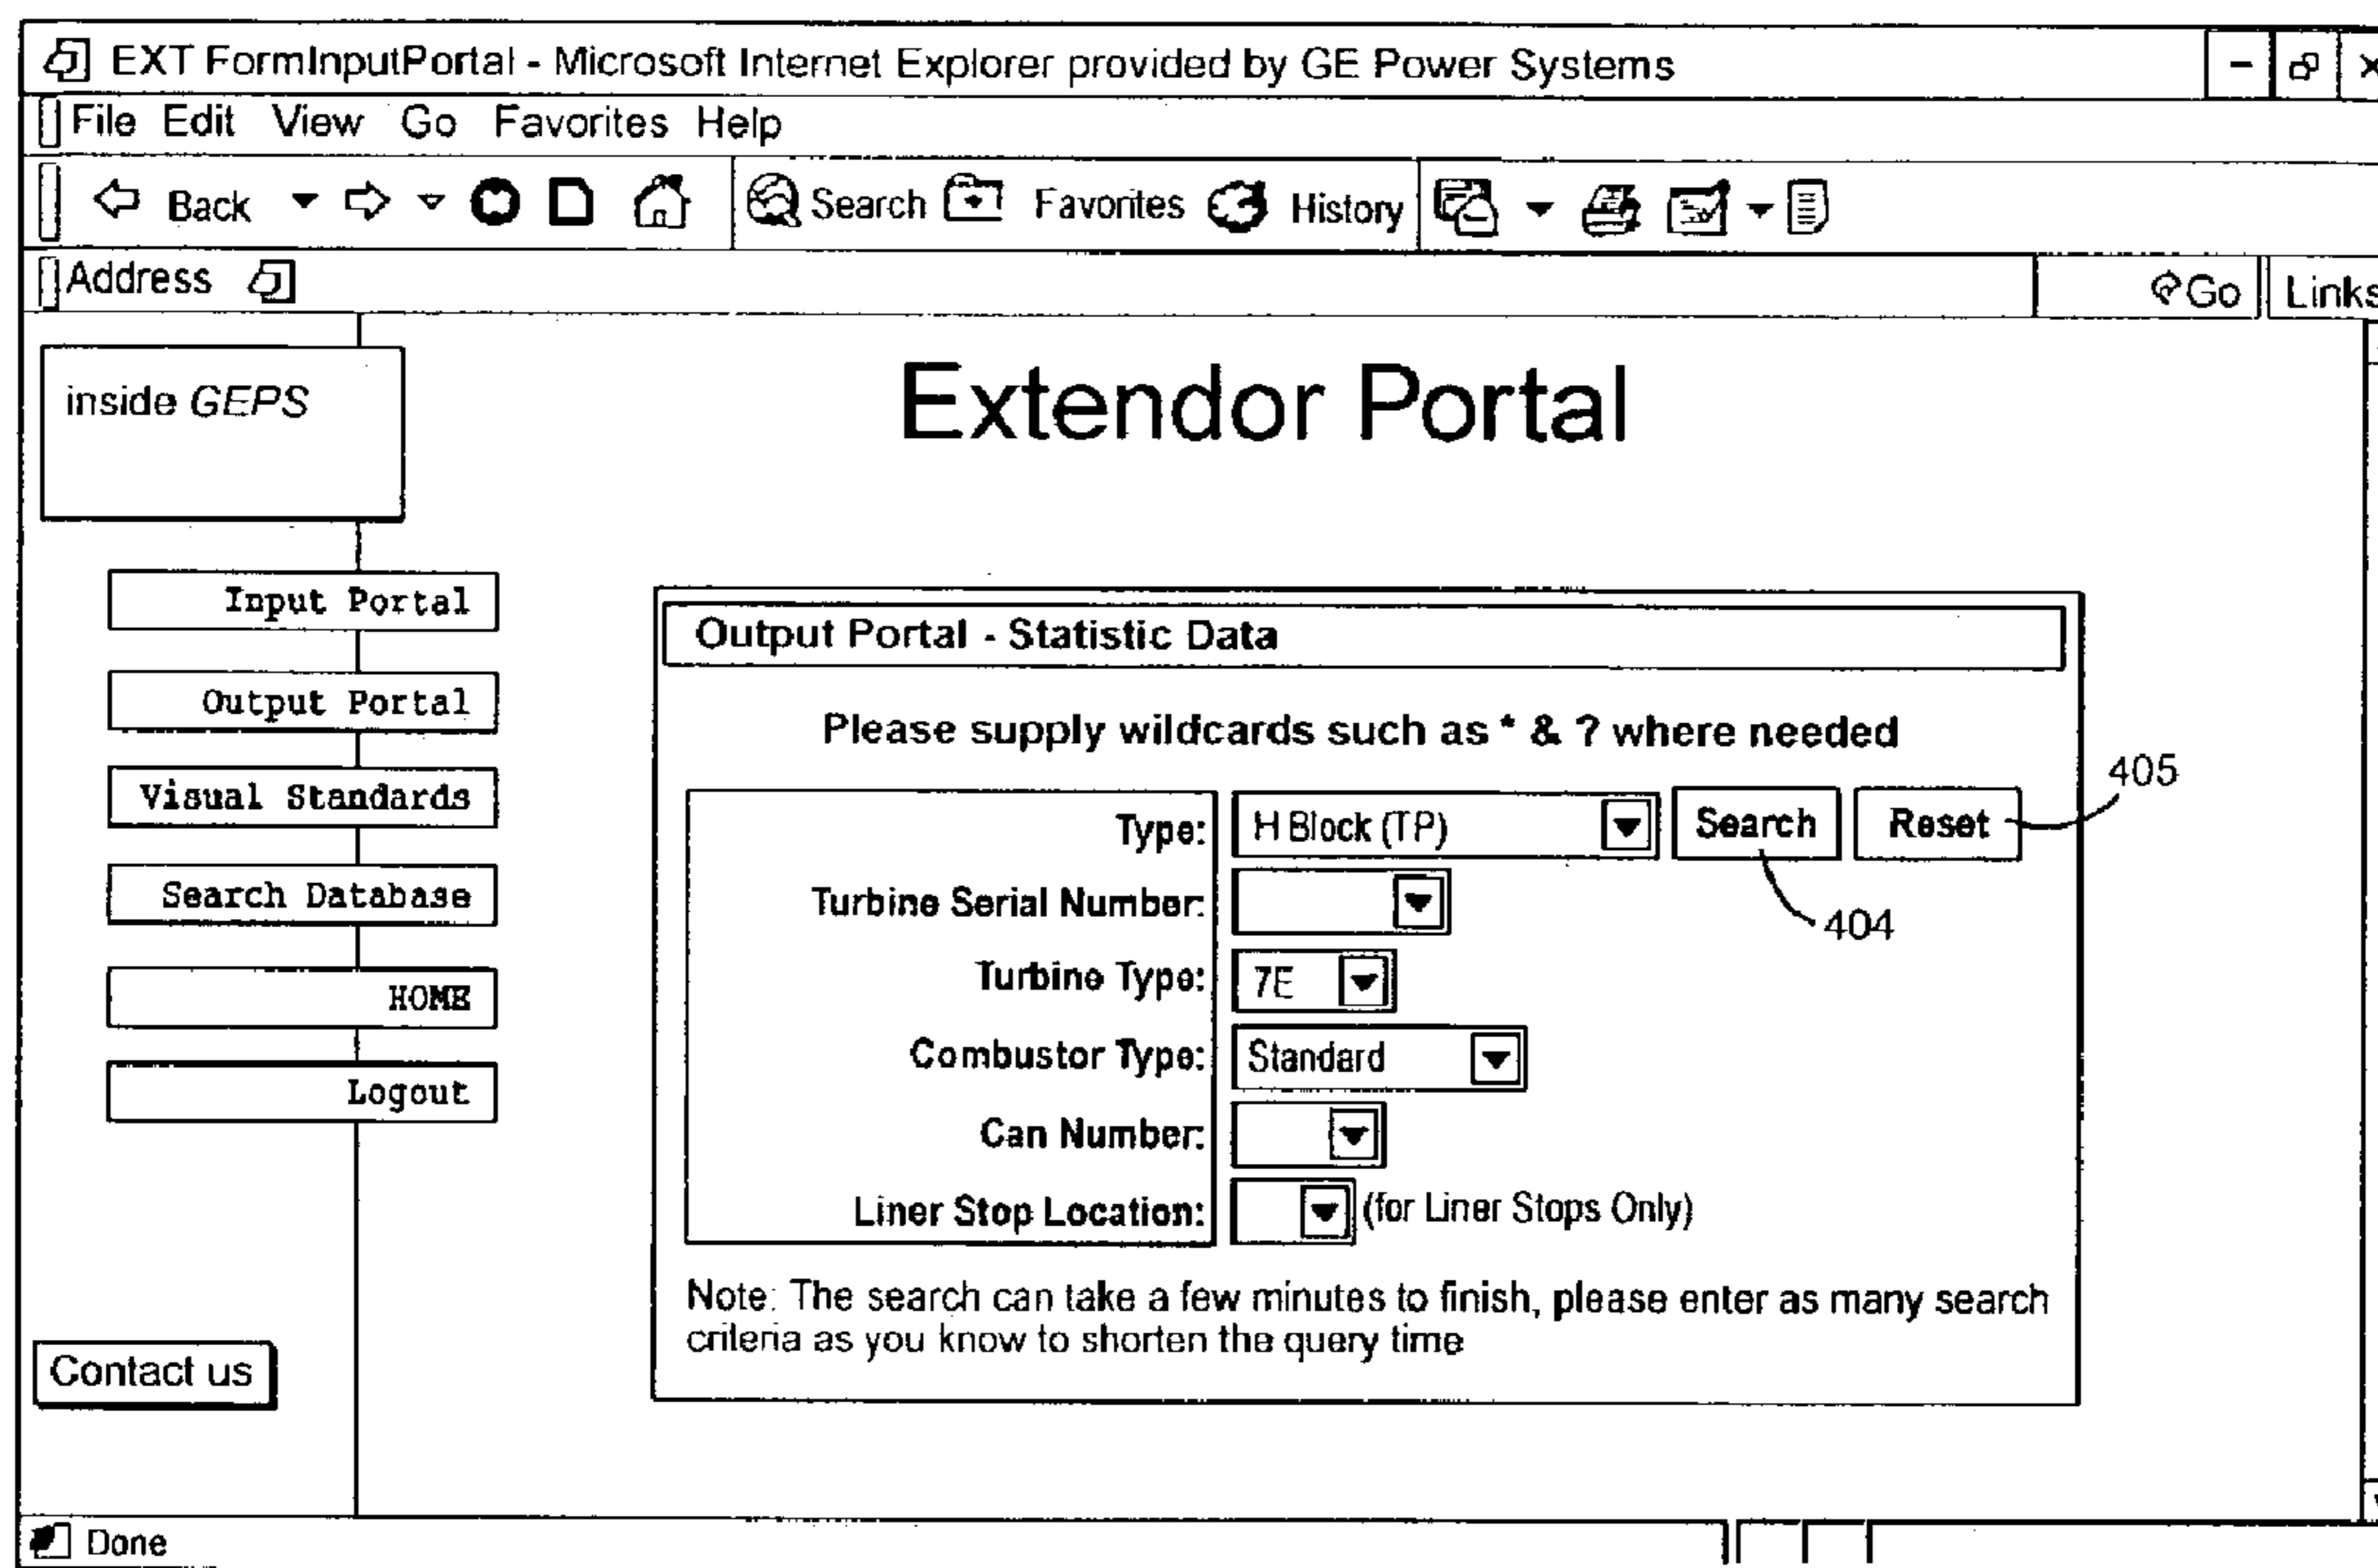 EXT FormInputPortal - Microsoft Internet Explorer provided by GE Power Systems
File Edit View Go Favorites Help
Back Search Favorites History
Address Go Links
inside GEPS
Extendor Portal
Input Portal
Output Portal
Visual Standards
Search Database
HOME
Logout
Contact us
Output Portal - Statistic Data
Please supply wildcards such as * & ? where needed
405
Type: H Block (TP) Search Reset
Turbine Serial Number:
404
Turbine Type: 7E
Combustor Type: Standard
Can Number:
Liner Stop Location: (for Liner Stops Only)
Note: The search can take a few minutes to finish, please enter as many search
criteria as you know to shorten the query time
Done